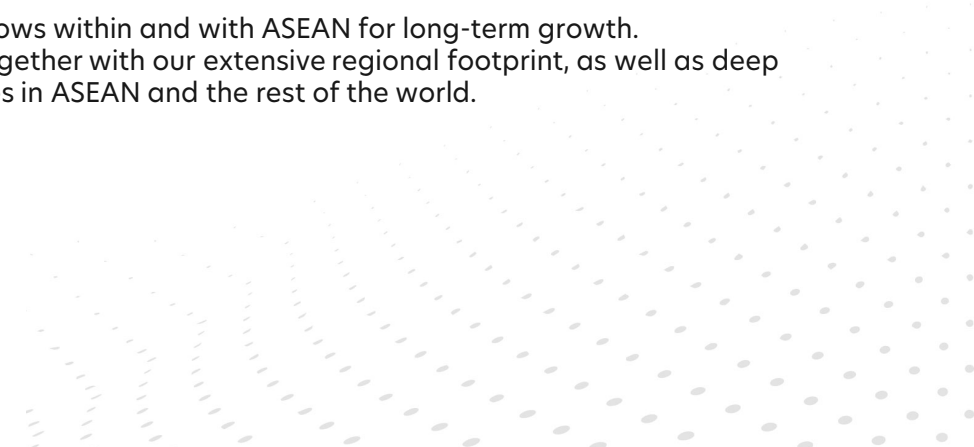 ows within and with ASEAN for long-term growth.
gether with our extensive regional footprint, as well as deep
s in ASEAN and the rest of the world.